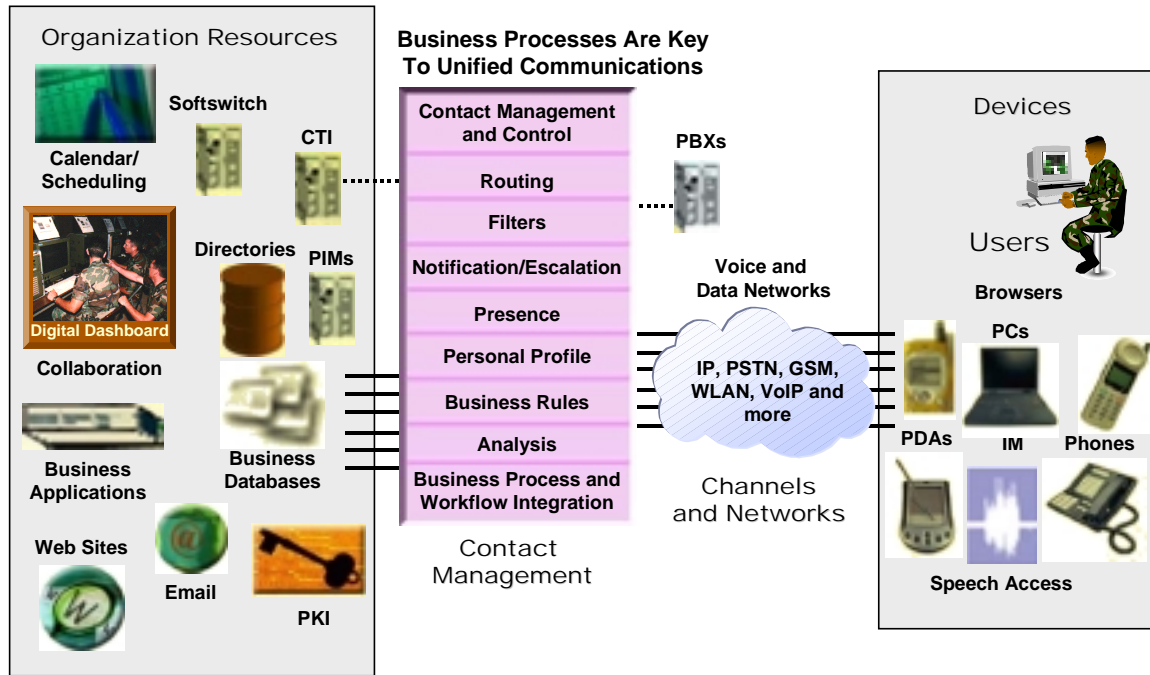 Organization Resources
Calendar/
Scheduling
Softswitch
CTI
Digital Dashboard
Collaboration
Directories
PIMs
Business
Applications
Business
Databases
Web Sites
Email
PKI
Business Processes Are Key
To Unified Communications
Contact Management
and Control
Routing
Filters
Notification/Escalation
Presence
Personal Profile
Business Rules
Analysis
Business Process and
Workflow Integration
Contact
Management
PBXs
Voice and
Data Networks
IP, PSTN, GSM,
WLAN, VoIP and
more
Channels
and Networks
Devices
Users
Browsers
PCs
PDAs
IM
Phones
Speech Access
@
W